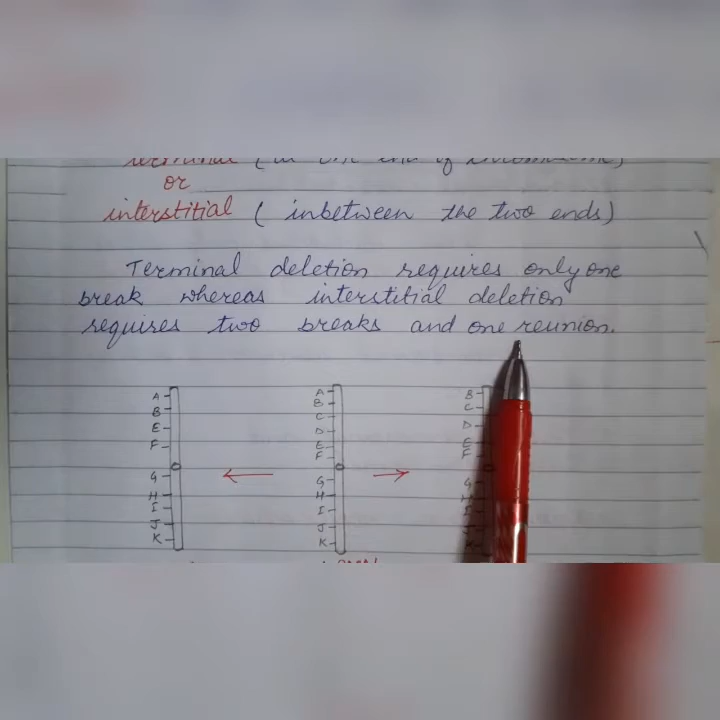 or
interstitial ( inbetween the two ends)
Terminal deletion requires only one
break whereas interstitial deletion
requires two breaks and one reunion.
A
B
E
F
G
H
I
J
K
A
B
C
D
E
F
G
H
I
J
K
B
C
D
E
F
G
H